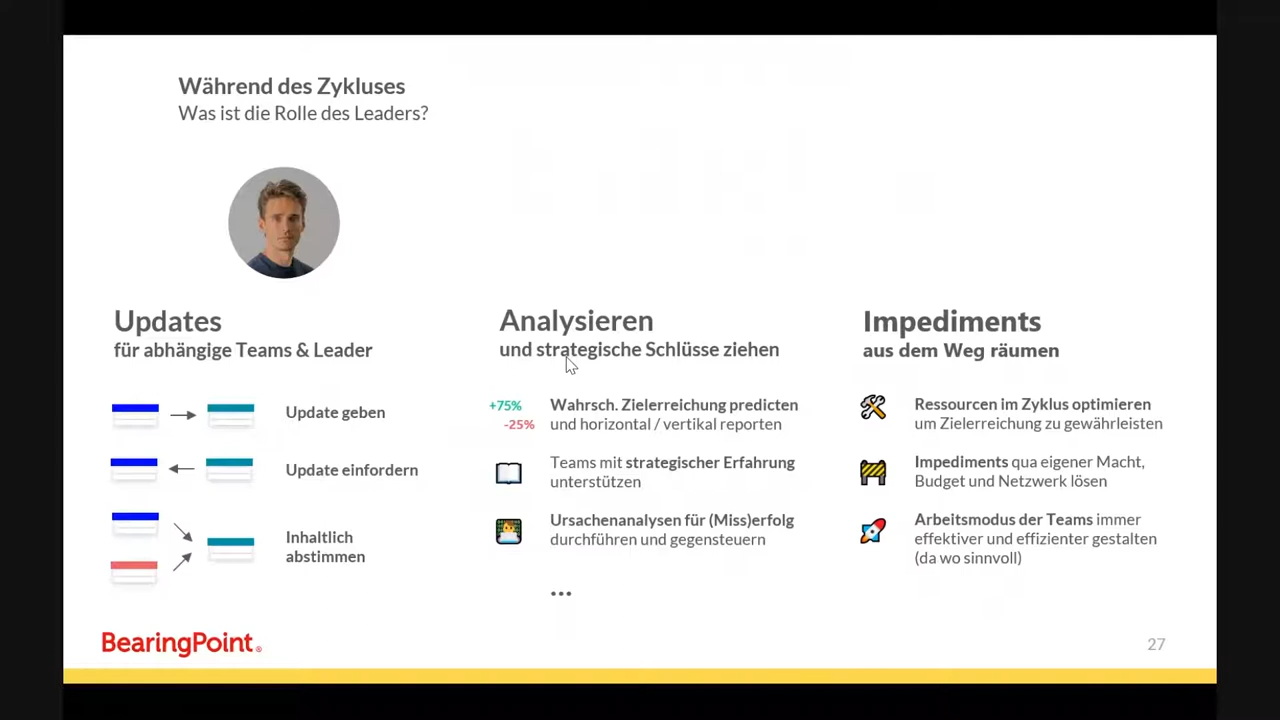 Während des Zykluses
Was ist die Rolle des Leaders?
Updates
für abhängige Teams & Leader
Update geben
Update einfordern
Inhaltlich
abstimmen
Analysieren
und strategische Schlüsse ziehen
+75%
-25%
Wahrsch. Zielerreichung predicten
und horizontal / vertikal reporten
Teams mit strategischer Erfahrung
unterstützen
Ursachenanalysen für (Miss)erfolg
durchführen und gegensteuern
...
Impediments
aus dem Weg räumen
Ressourcen im Zyklus optimieren
um Zielerreichung zu gewährleisten
Impediments qua eigener Macht,
Budget und Netzwerk lösen
Arbeitsmodus der Teams immer
effektiver und effizienter gestalten
(da wo sinnvoll)
BearingPoint®
27